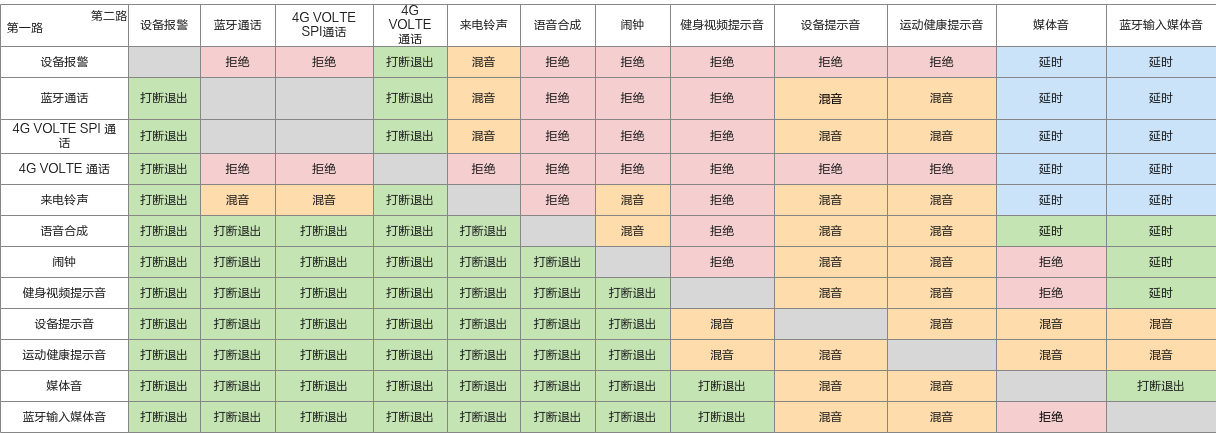 第二路
第一路
设备报警 蓝牙通话 4G VOLTE SPI通话 4G VOLTE 通话 来电铃声 语音合成 闹钟 健身视频提示音 设备提示音 运动健康提示音 媒体音 蓝牙输入媒体音
设备报警 拒绝 拒绝 打断退出 混音 拒绝 拒绝 拒绝 拒绝 拒绝 延时 延时
蓝牙通话 打断退出 打断退出 混音 拒绝 拒绝 拒绝 混音 混音 延时 延时
4G VOLTE SPI 通话 打断退出 打断退出 混音 拒绝 拒绝 拒绝 混音 混音 延时 延时
4G VOLTE 通话 打断退出 拒绝 拒绝 拒绝 拒绝 拒绝 拒绝 拒绝 拒绝 延时 延时
来电铃声 打断退出 混音 混音 打断退出 拒绝 混音 拒绝 混音 混音 延时 延时
语音合成 打断退出 打断退出 打断退出 打断退出 打断退出 混音 拒绝 混音 混音 延时 延时
闹钟 打断退出 打断退出 打断退出 打断退出 打断退出 打断退出 拒绝 混音 混音 拒绝 延时
健身视频提示音 打断退出 打断退出 打断退出 打断退出 打断退出 打断退出 打断退出 混音 混音 拒绝 延时
设备提示音 打断退出 打断退出 打断退出 打断退出 打断退出 打断退出 打断退出 混音 混音 混音 混音
运动健康提示音 打断退出 打断退出 打断退出 打断退出 打断退出 打断退出 打断退出 混音 混音 混音 混音
媒体音 打断退出 打断退出 打断退出 打断退出 打断退出 打断退出 打断退出 打断退出 混音 混音 打断退出
蓝牙输入媒体音 打断退出 打断退出 打断退出 打断退出 打断退出 打断退出 打断退出 打断退出 混音 混音 拒绝